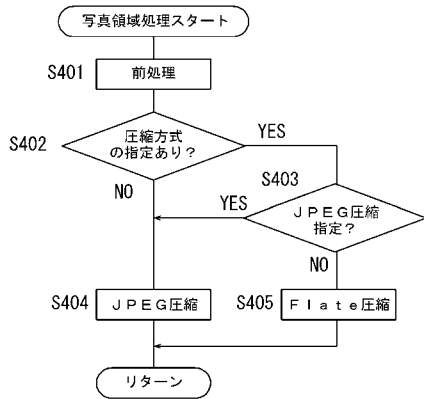 写真領域処理スタート
S401
前処理
S402
圧縮方式
の指定あり?
YES
NO
S403
YES
JPEG圧縮
指定?
NO
S404
JPEG圧縮
S405
Flate圧縮
リターン